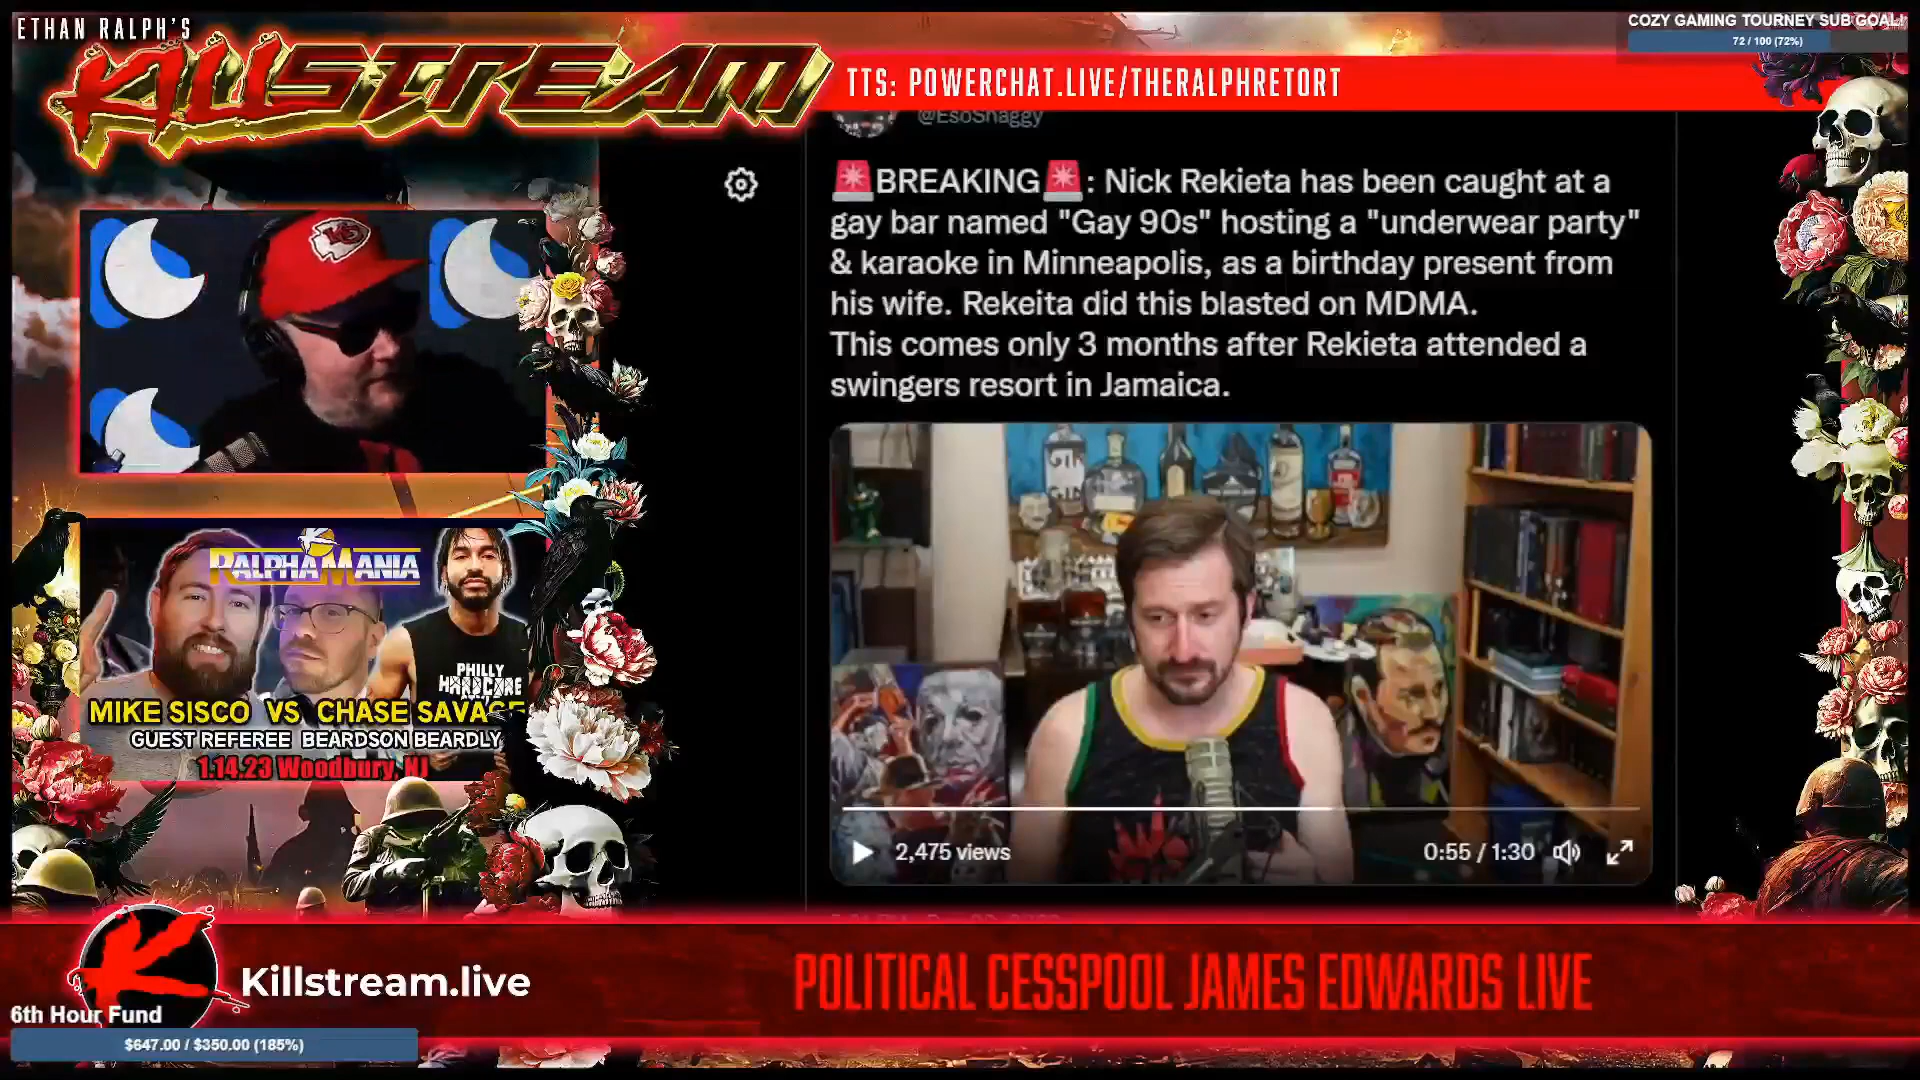 ETHAN RALPH'S
KILLSTREAM
COZY GAMING TOURNEY SUB GOAL!
72 / 100 (72%)
TTS: POWERCHAT.LIVE/THERALPHRETORT
@EsoShaggy
🚨BREAKING🚨: Nick Rekieta has been caught at a
gay bar named "Gay 90s" hosting a "underwear party"
& karaoke in Minneapolis, as a birthday present from
his wife. Rekeita did this blasted on MDMA.
This comes only 3 months after Rekieta attended a
swingers resort in Jamaica.
KC
GIN
GIN
RALPHAMANIA
PHILLY
HARDCORE
MIKE SISCO VS CHASE SAVAGE
GUEST REFEREE BEARDSON BEARDLY
1.14.23 Woodbury, NJ
2,475 views
0:55 / 1:30
Killstream.live
POLITICAL CESSPOOL JAMES EDWARDS LIVE
6th Hour Fund
$647.00 / $350.00 (185%)